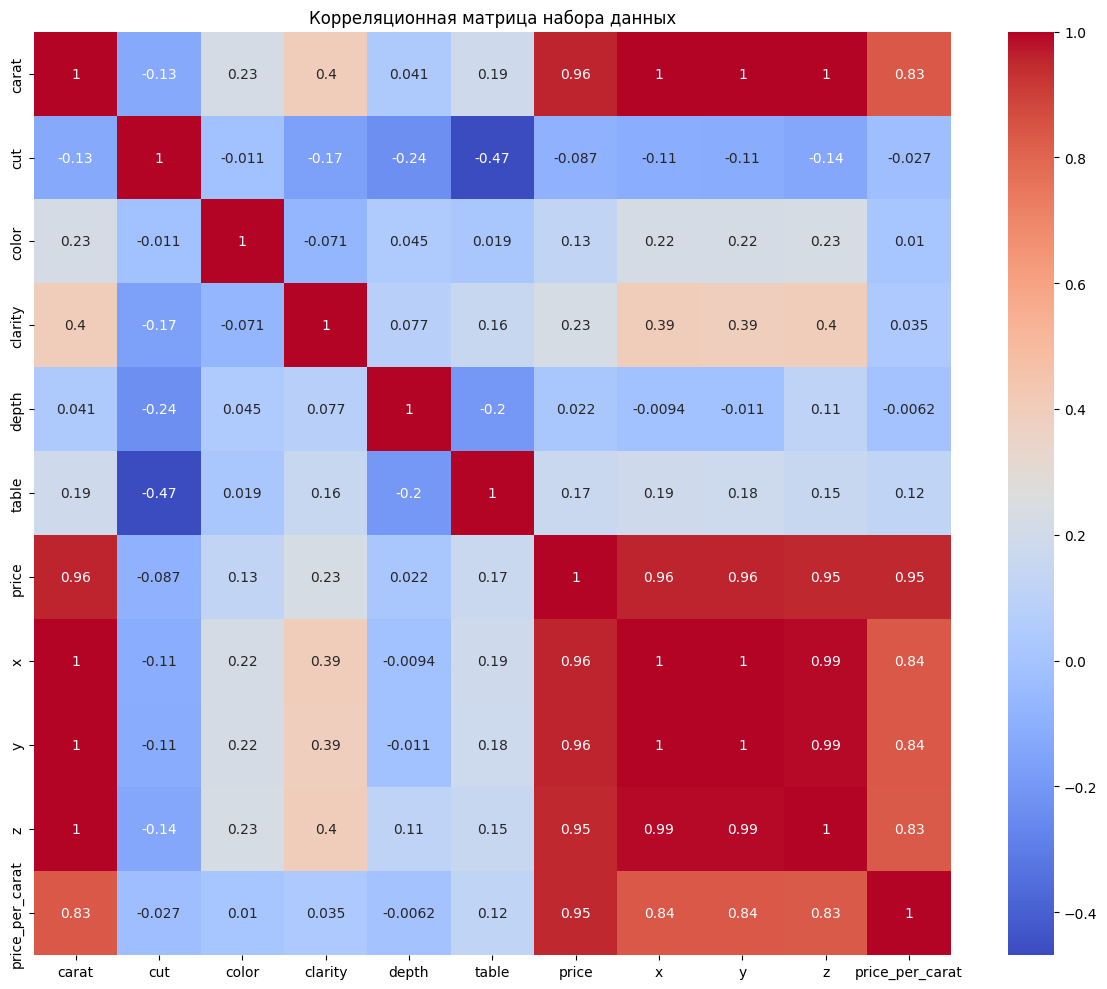 Корреляционная матрица набора данных
carat 1 -0.13 0.23 0.4 0.041 0.19 0.96 1 1 1 0.83
cut -0.13 1 -0.011 -0.17 -0.24 -0.47 -0.087 -0.11 -0.11 -0.14 -0.027
color 0.23 -0.011 1 -0.071 0.045 0.019 0.13 0.22 0.22 0.23 0.01
clarity 0.4 -0.17 -0.071 1 0.077 0.16 0.23 0.39 0.39 0.4 0.035
depth 0.041 -0.24 0.045 0.077 1 -0.2 0.022 -0.0094 -0.011 0.11 -0.0062
table 0.19 -0.47 0.019 0.16 -0.2 1 0.17 0.19 0.18 0.15 0.12
price 0.96 -0.087 0.13 0.23 0.022 0.17 1 0.96 0.96 0.95 0.95
x 1 -0.11 0.22 0.39 -0.0094 0.19 0.96 1 1 0.99 0.84
y 1 -0.11 0.22 0.39 -0.011 0.18 0.96 1 1 0.99 0.84
z 1 -0.14 0.23 0.4 0.11 0.15 0.95 0.99 0.99 1 0.83
price_per_carat 0.83 -0.027 0.01 0.035 -0.0062 0.12 0.95 0.84 0.84 0.83 1
carat cut color clarity depth table price x y z price_per_carat
1.0
0.8
0.6
0.4
0.2
0.0
-0.2
-0.4